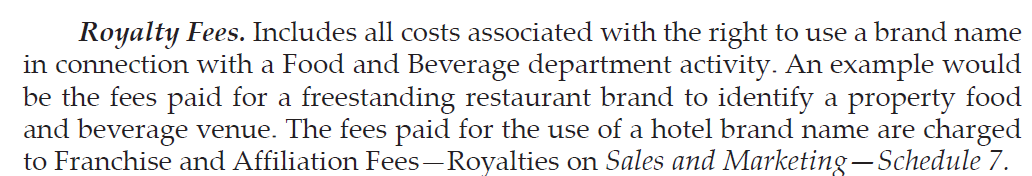 Royalty Fees. Includes all costs associated with the right to use a brand name
in connection with a Food and Beverage department activity. An example would
be the fees paid for a freestanding restaurant brand to identify a property food
and beverage venue. The fees paid for the use of a hotel brand name are charged
to Franchise and Affiliation Fees—Royalties on Sales and Marketing—Schedule 7.